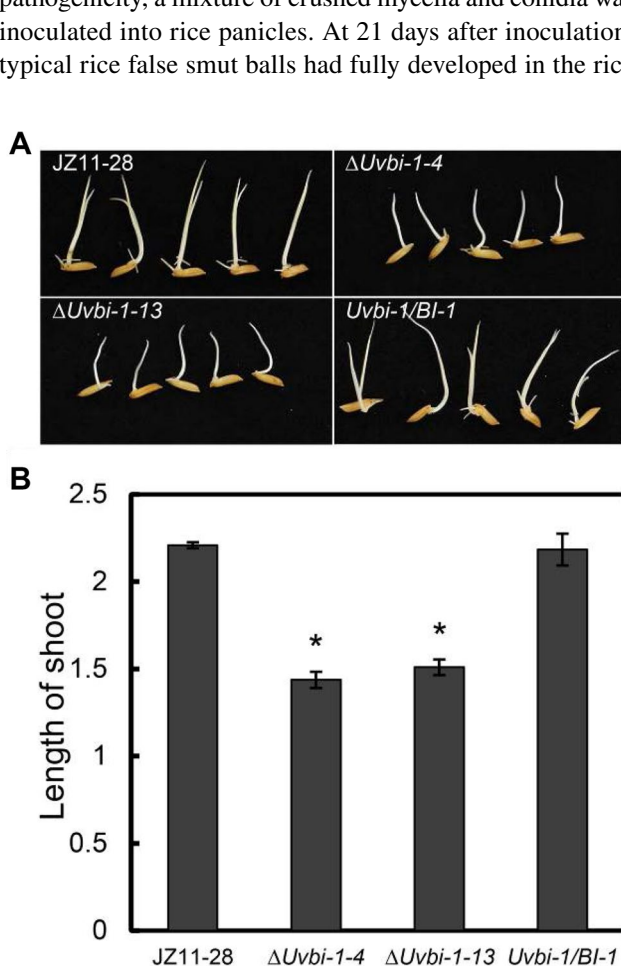 pathogenicity, a mixture of crushed mycelia and conidia wa
inoculated into rice panicles. At 21 days after inoculation
typical rice false smut balls had fully developed in the ric
A
JZ11-28
ΔUvbi-1-4
ΔUvbi-1-13
Uvbi-1/BI-1
B
2.5
2
1.5
1
0.5
0
Length of shoot
*
*
JZ11-28 ΔUvbi-1-4 ΔUvbi-1-13 Uvbi-1/BI-1